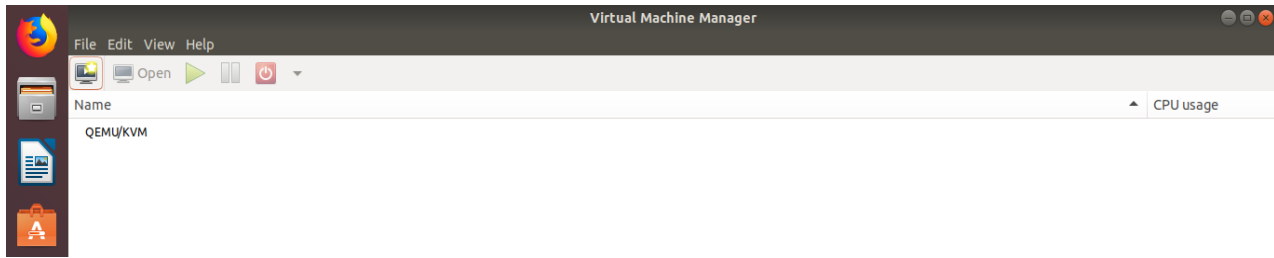 Virtual Machine Manager
File Edit View Help
Open
Name CPU usage
QEMU/KVM